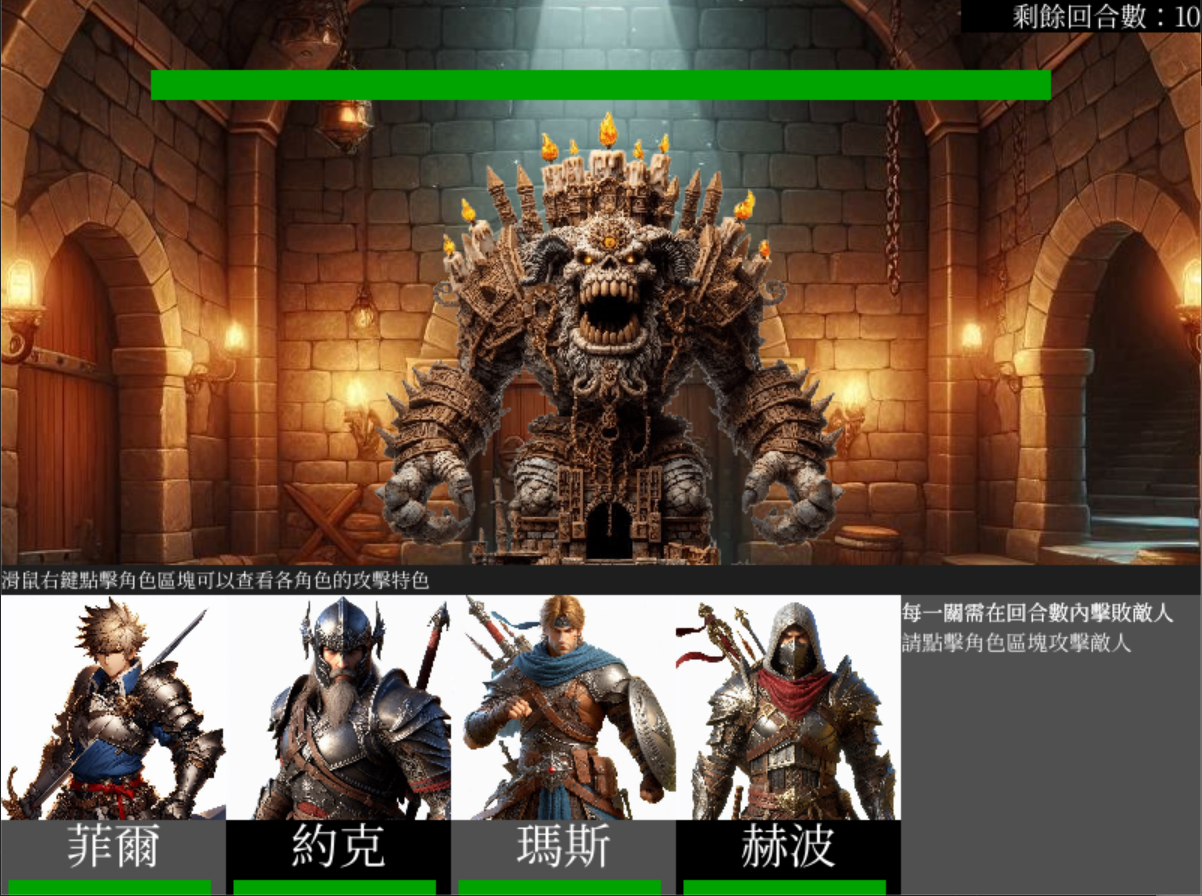 剩餘回合數：10
滑鼠右鍵點擊角色區塊可以查看各角色的攻擊特色
每一關需在回合數內擊敗敵人
請點擊角色區塊攻擊敵人
菲爾
約克
瑪斯
赫波